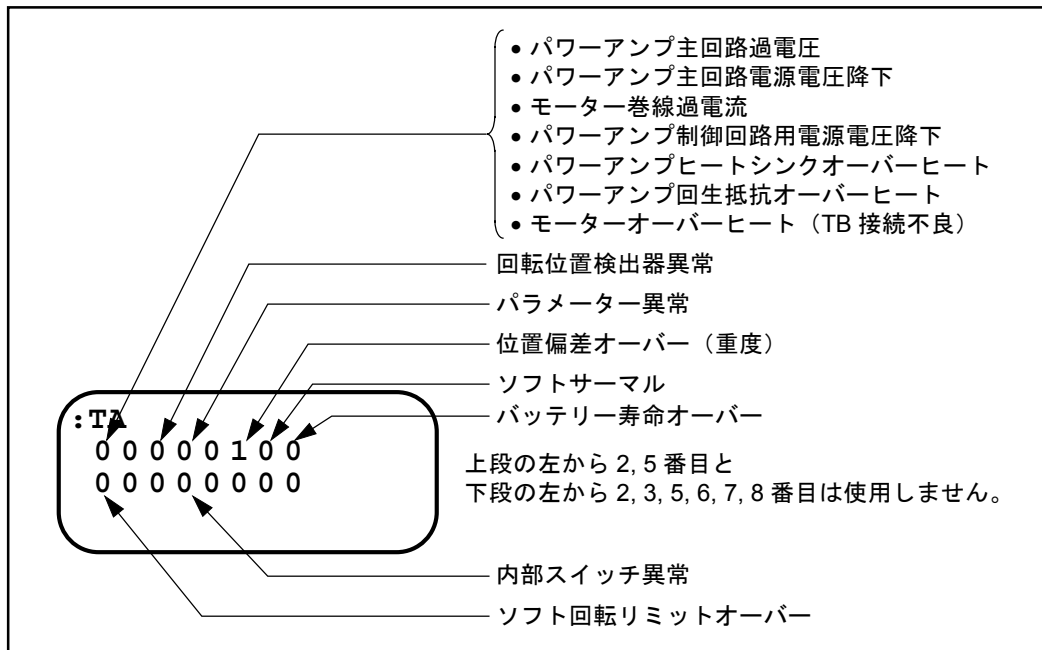 • パワーアンプ主回路過電圧
• パワーアンプ主回路電源電圧降下
• モーター巻線過電流
• パワーアンプ制御回路用電源電圧降下
• パワーアンプヒートシンクオーバーヒート
• パワーアンプ回生抵抗オーバーヒート
• モーターオーバーヒート（TB 接続不良）
回転位置検出器異常
パラメーター異常
位置偏差オーバー（重度）
ソフトサーマル
バッテリー寿命オーバー
:TA
0 0 0 0 0 1 0 0
0 0 0 0 0 0 0 0
上段の左から 2, 5 番目と
下段の左から 2, 3, 5, 6, 7, 8 番目は使用しません。
内部スイッチ異常
ソフト回転リミットオーバー